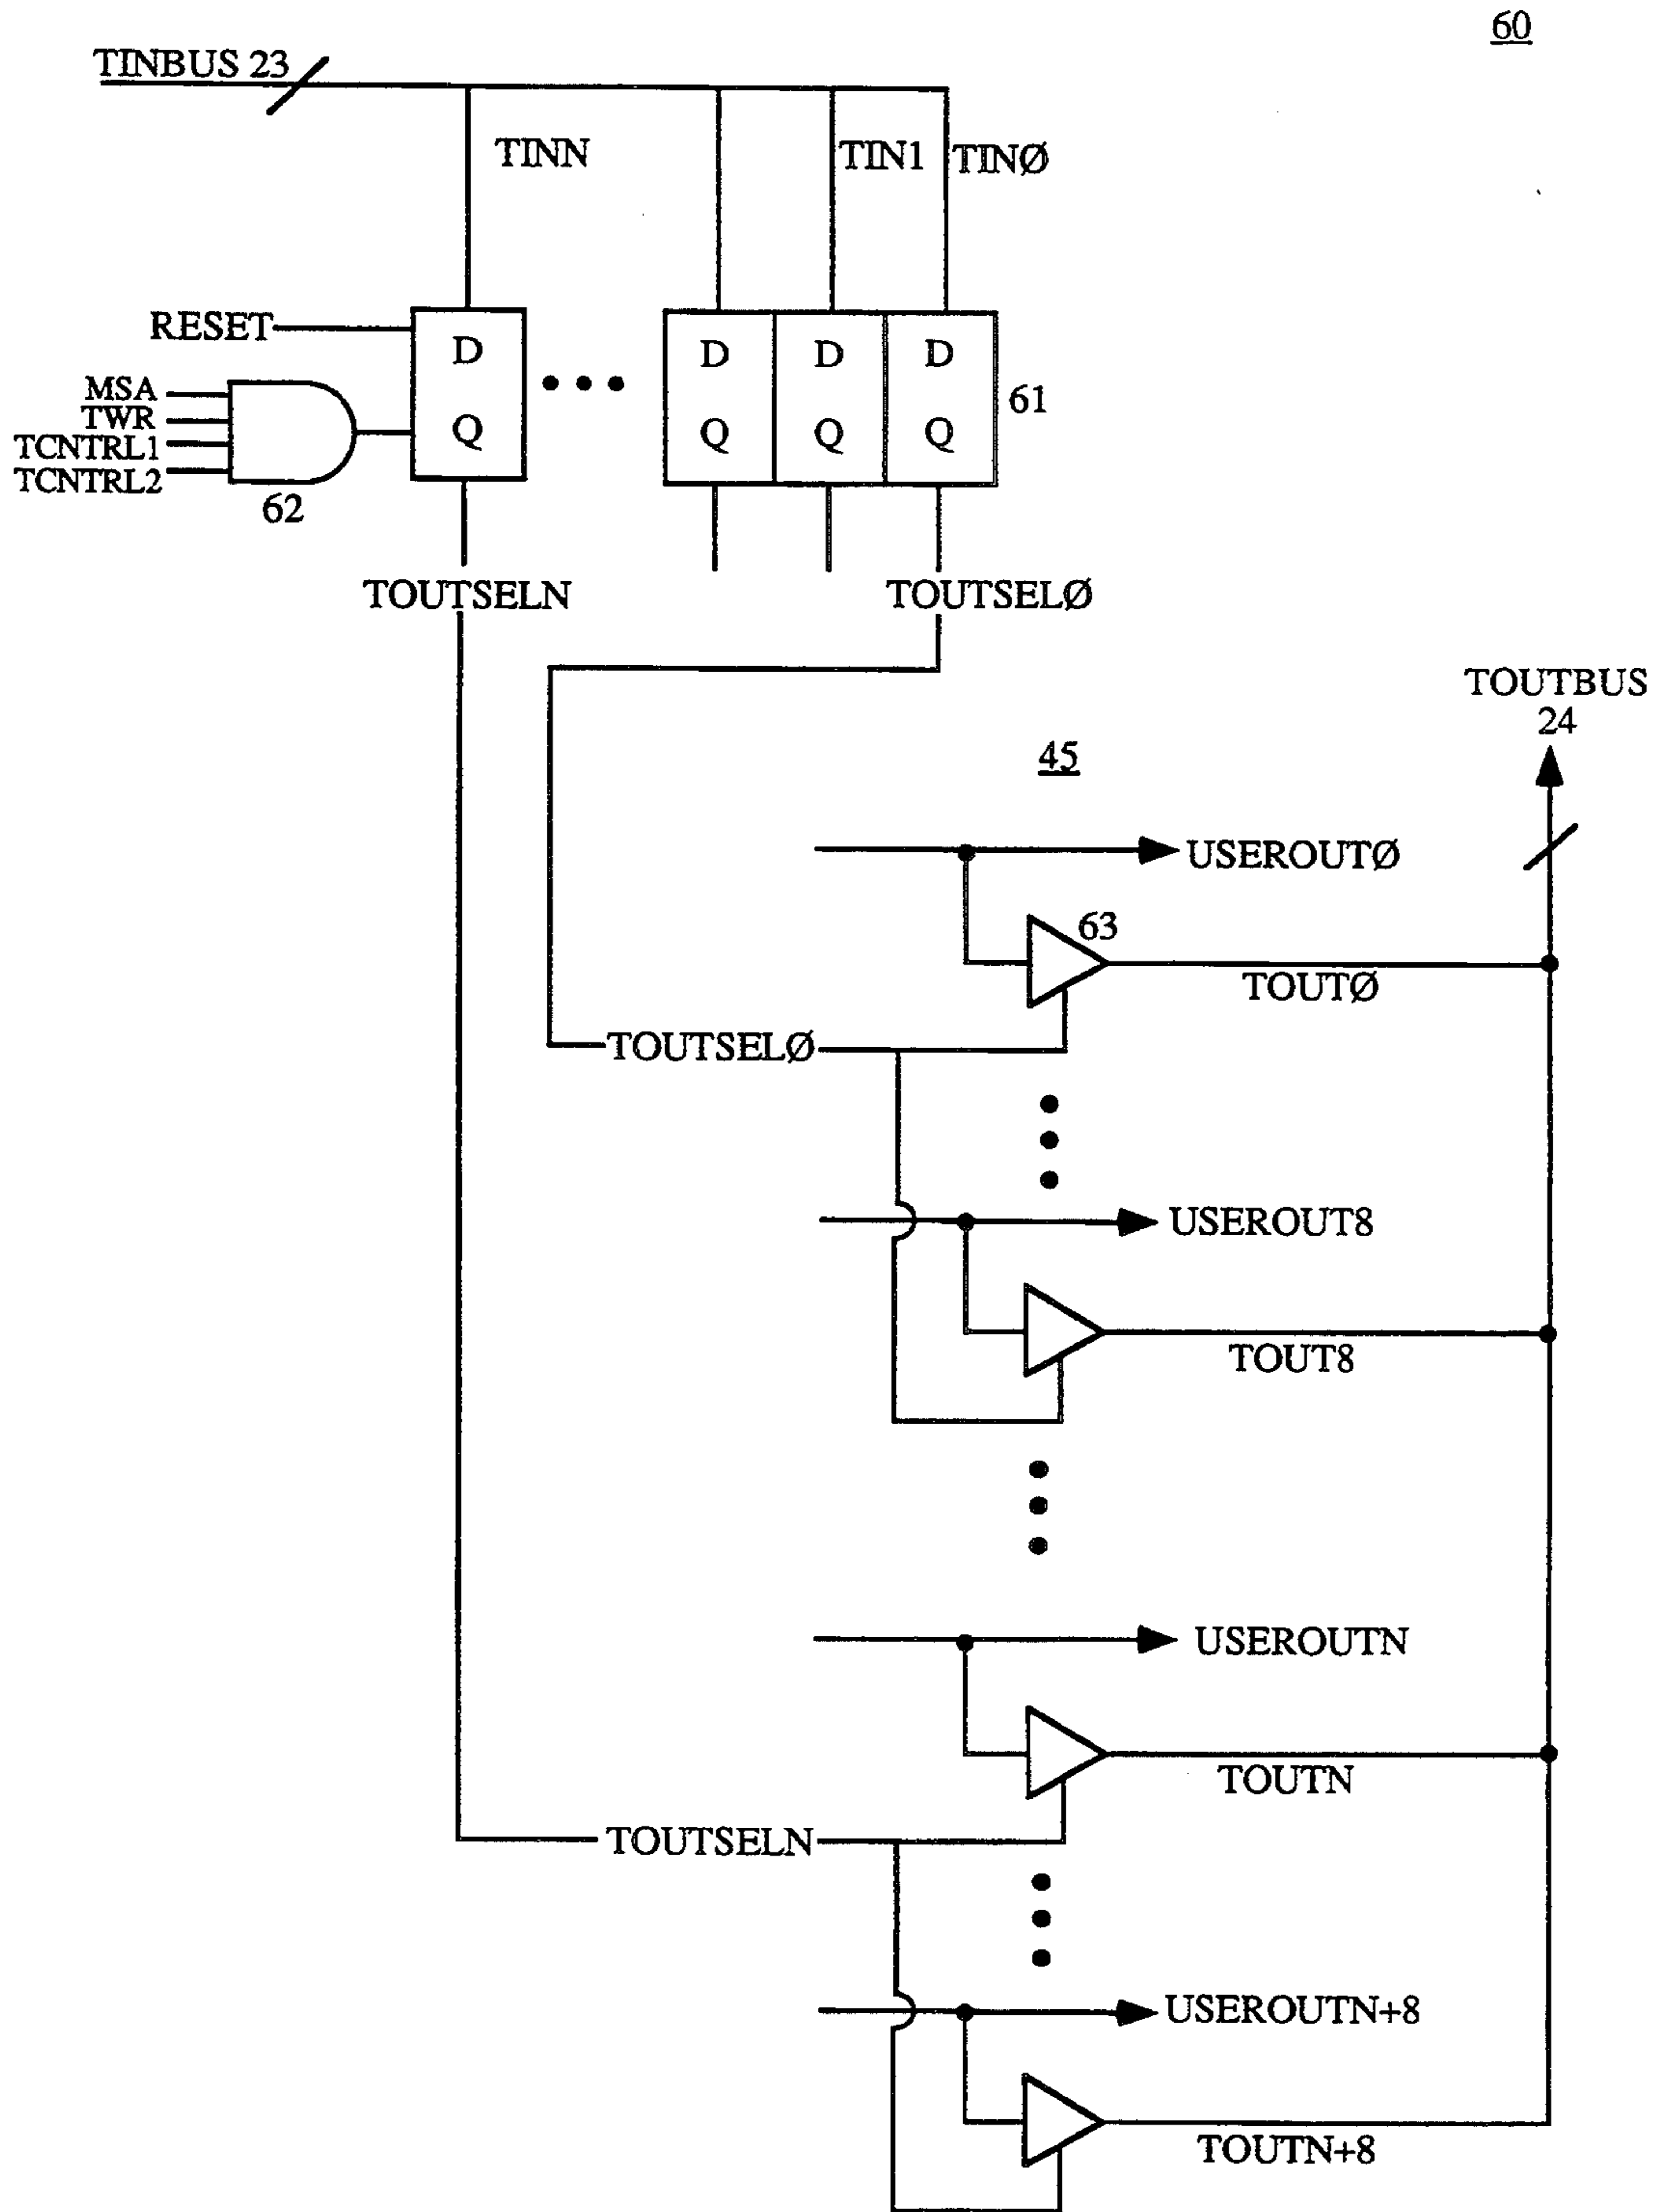 60
TINBUS 23
TINN
TIN1
TINØ
RESET
D
D
D
D
MSA
TWR
TCNTRL1
TCNTRL2
Q
Q
Q
Q
61
62
TOUTSELN
TOUTSELØ
TOUTBUS
24
45
USEROUTØ
63
TOUTØ
TOUTSELØ
USEROUT8
TOUT8
USEROUTN
TOUTN
TOUTSELN
USEROUTN+8
TOUTN+8